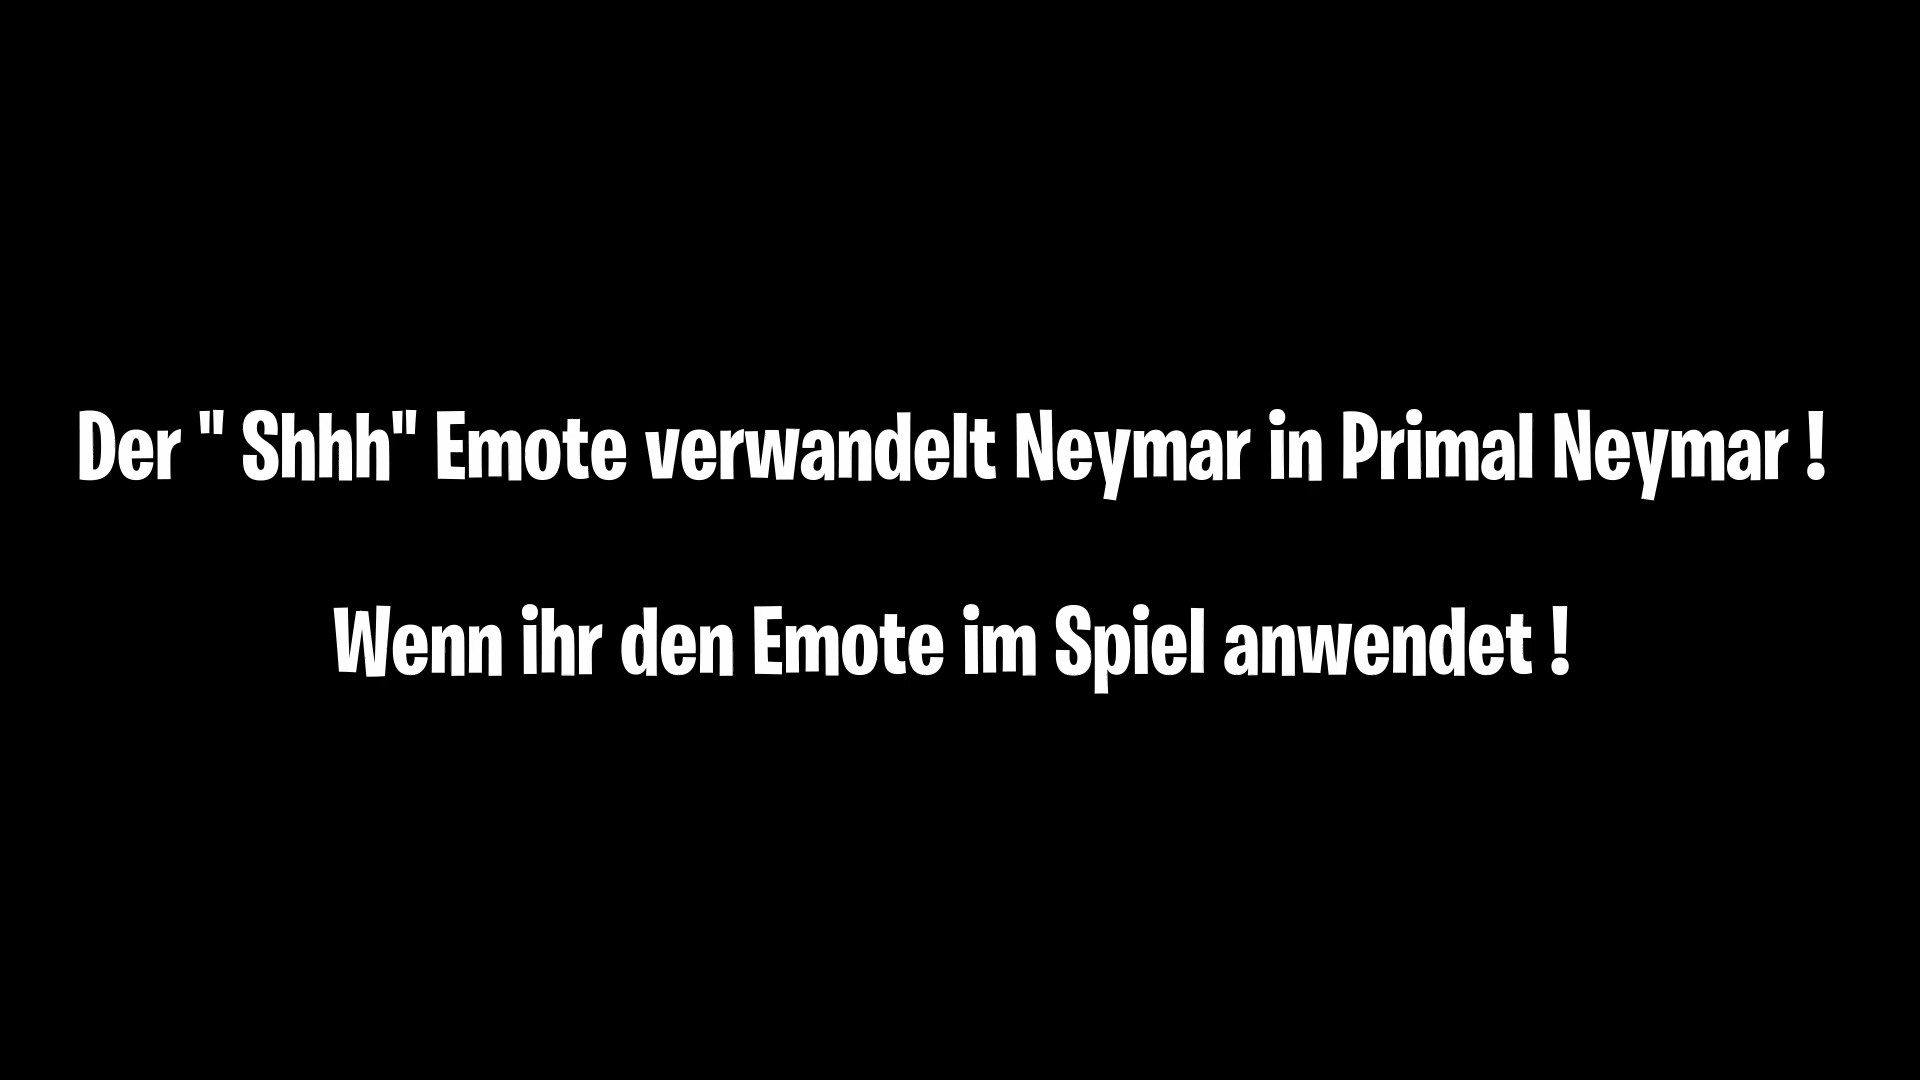 Der " Shhh" Emote verwandelt Neymar in Primal Neymar !
Wenn ihr den Emote im Spiel anwendet !